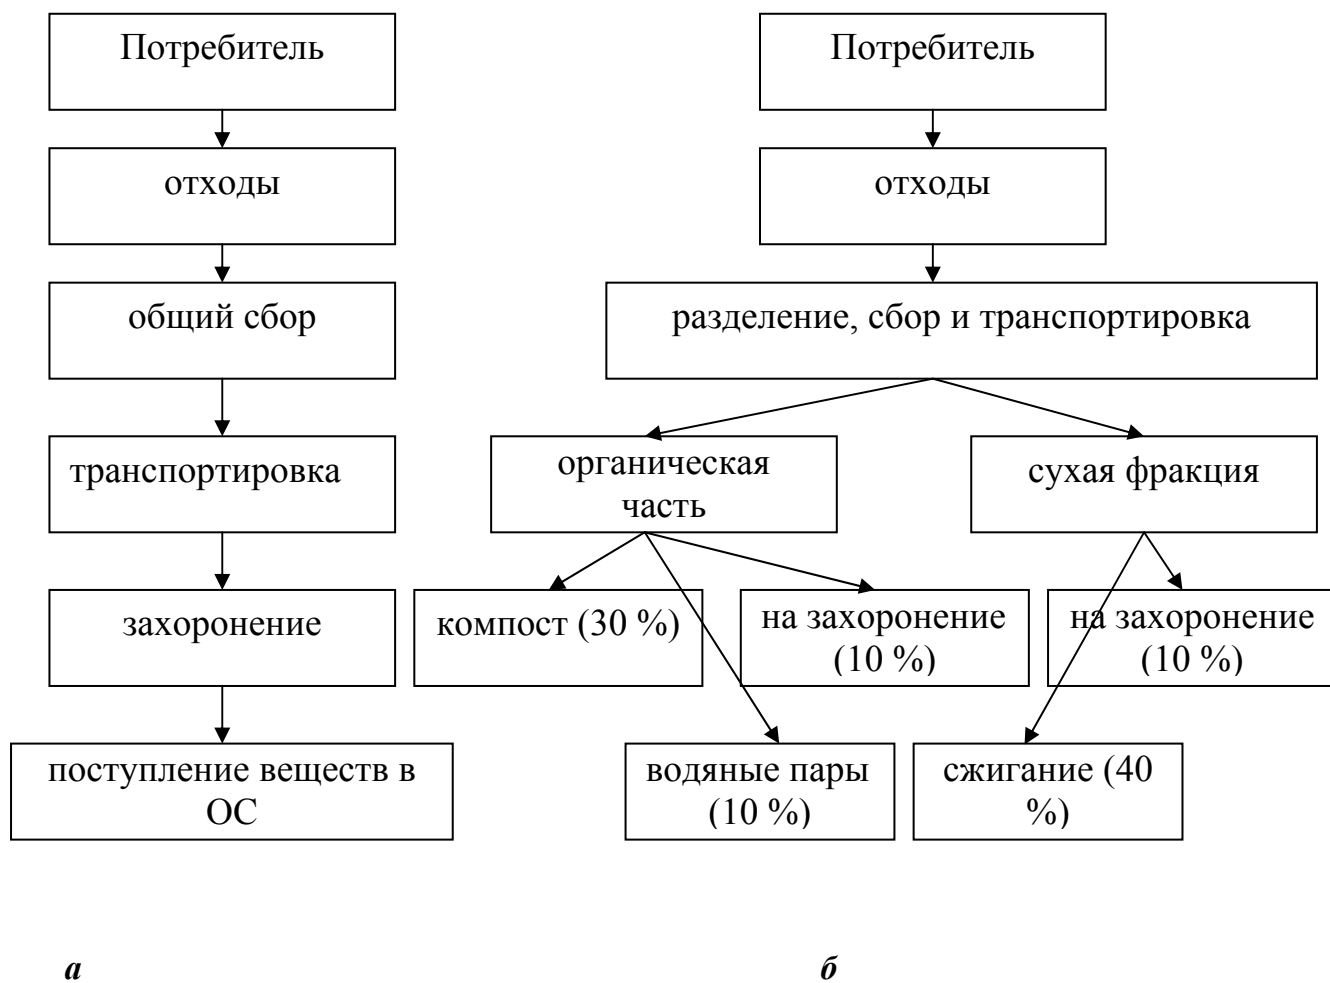 Потребитель
отходы
общий сбор
транспортировка
захоронение
поступление веществ в
ОС
а
Потребитель
отходы
разделение, сбор и транспортировка
органическая
часть
сухая фракция
компост (30 %)
на захоронение
(10 %)
на захоронение
(10 %)
водяные пары
(10 %)
сжигание (40
%)
б